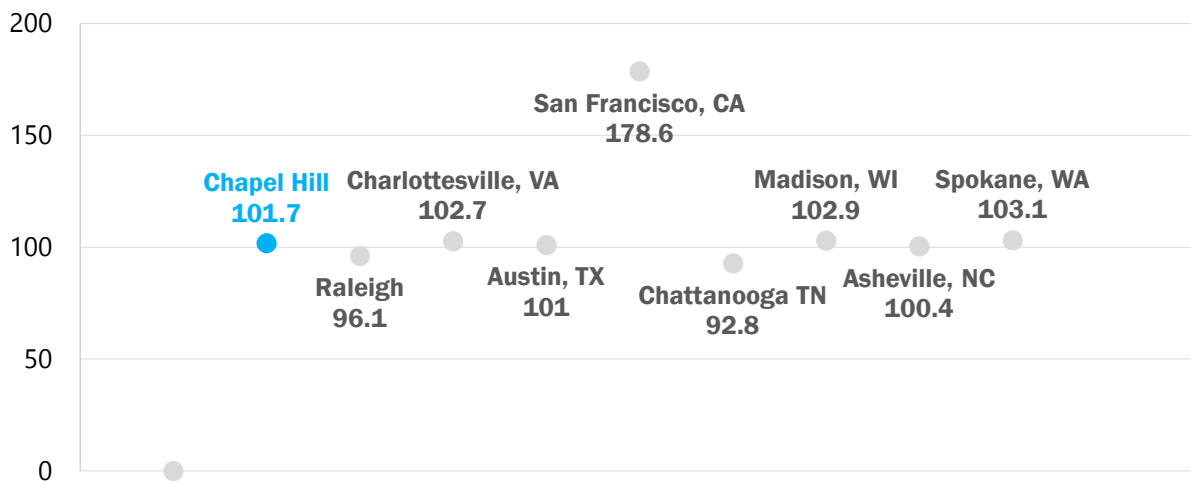 200
San Francisco, CA
178.6
150
Chapel Hill
101.7
Charlottesville, VA
102.7
Madison, WI
102.9
Spokane, WA
103.1
100
Raleigh
96.1
Austin, TX
101
Chattanooga TN
92.8
Asheville, NC
100.4
50
0